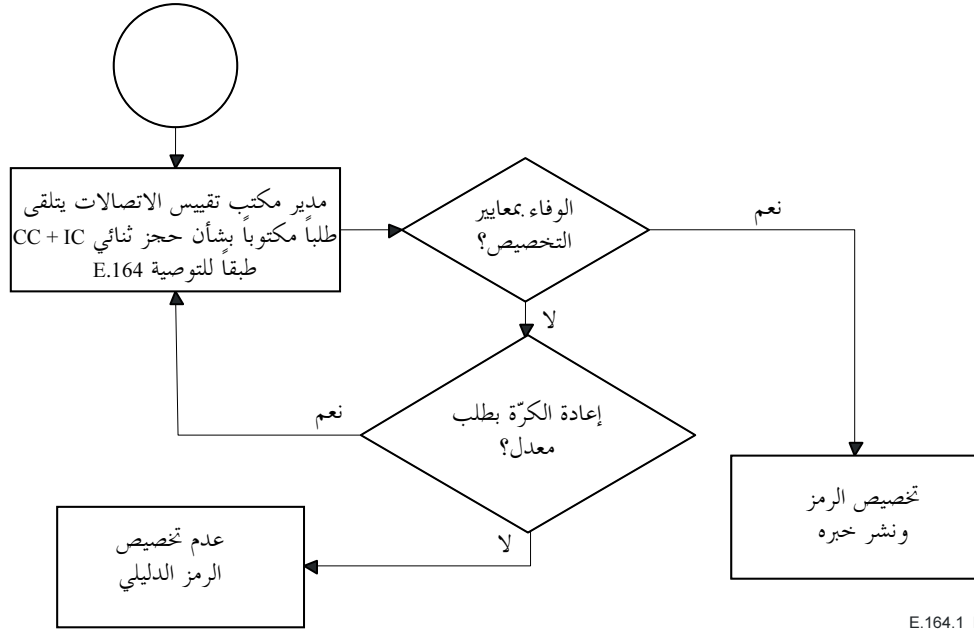 مدير مكتب تقييس الاتصالات يتلقى
طلباً مكتوباً بشأن حجز ثنائي CC + IC
طبقاً للتوصية E.164
الوفاء بمعايير
التخصيص؟
نعم
لا
إعادة الكرّة بطلب
معدل؟
نعم
لا
تخصيص الرمز
ونشر خبره
عدم تخصيص
الرمز الدليلي
E.164.1